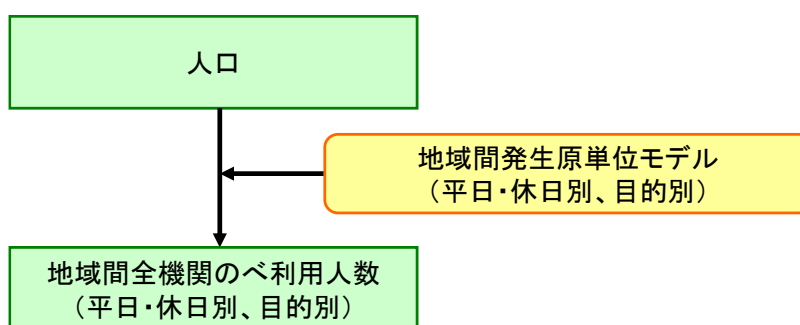 人口
地域間発生原単位モデル
（平日・休日別、目的別）
地域間全機関のべ利用人数
（平日・休日別、目的別）